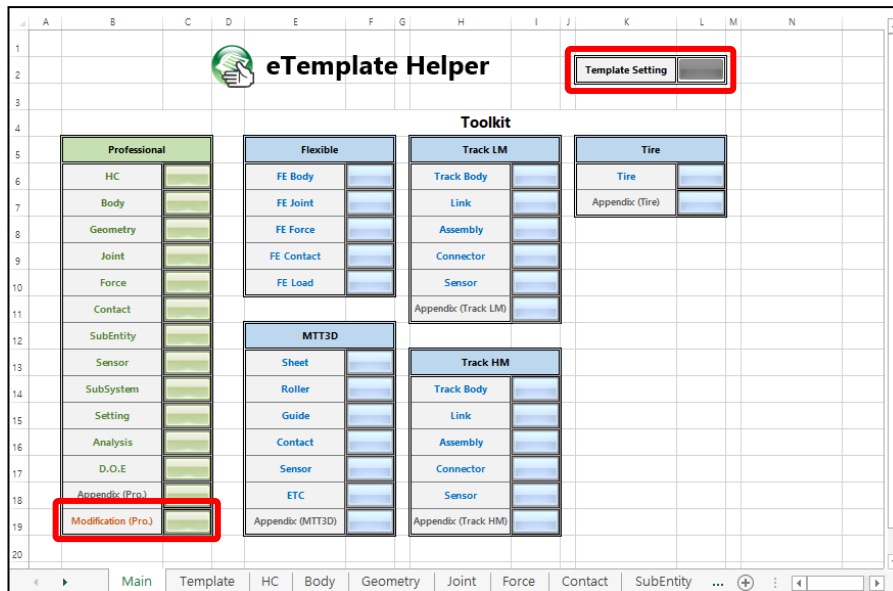 A B C D E F G H I J K L M N
1
eTemplate Helper
2 Template Setting
3
4 Toolkit
5 Professional Flexible Track LM Tire
6 HC FE Body Track Body Tire
7 Body FE Joint Link Appendix (Tire)
8 Geometry FE Force Assembly
9 Joint FE Contact Connector
10 Force FE Load Sensor
11 Contact Appendix (Track LM)
12 SubEntity MTT3D
13 Sensor Sheet Track HM
14 SubSystem Roller Track Body
15 Setting Guide Link
16 Analysis Contact Assembly
17 D.O.E Sensor Connector
18 Appendix (Pro.) ETC Sensor
19 Modification (Pro.) Appendix (MTT3D) Appendix (Track HM)
20
Main Template HC Body Geometry Joint Force Contact SubEntity ...